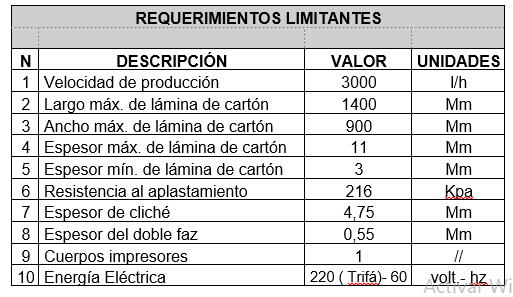 REQUERIMIENTOS LIMITANTES
N DESCRIPCIÓN VALOR UNIDADES
1 Velocidad de producción 3000 l/h
2 Largo máx. de lámina de cartón 1400 Mm
3 Ancho máx. de lámina de cartón 900 Mm
4 Espesor máx. de lámina de cartón 11 Mm
5 Espesor mín. de lámina de cartón 3 Mm
6 Resistencia al aplastamiento 216 Kpa
7 Espesor de cliché 4,75 Mm
8 Espesor del doble faz 0,55 Mm
9 Cuerpos impresores 1 //
10 Energía Eléctrica 220 ( Trifá)- 60 volt - hz
Activar Wi